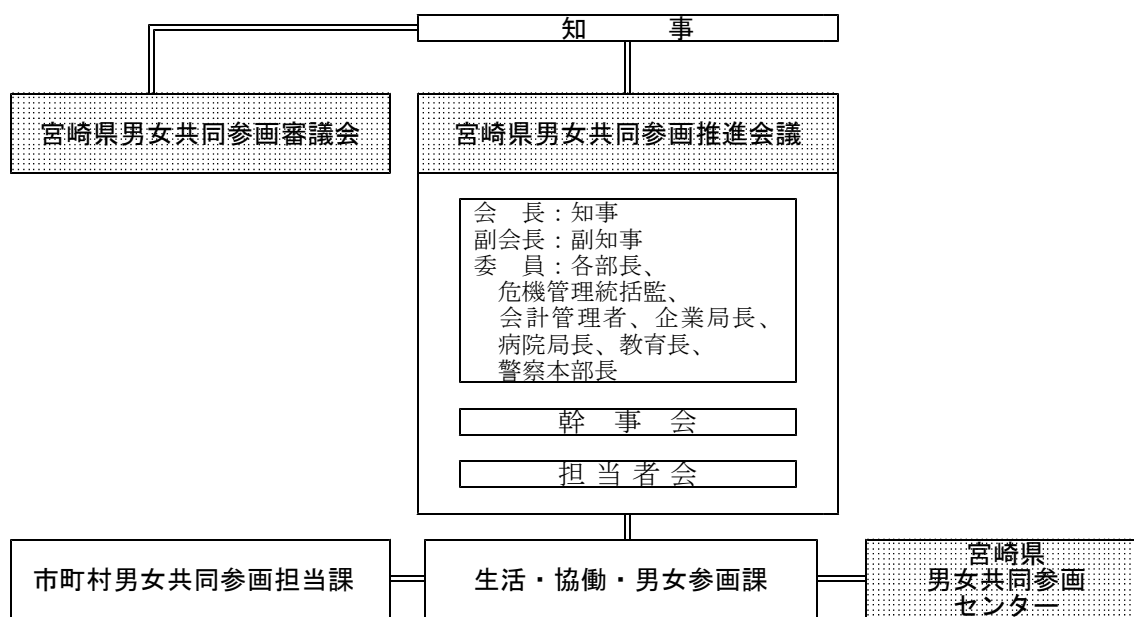 知事
宮崎県男女共同参画審議会
宮崎県男女共同参画推進会議
会 長：知事
副会長：副知事
委 員：各部長、
危機管理統括監、
会計管理者、企業局長、
病院局長、教育長、
警察本部長
幹事会
担当者会
市町村男女共同参画担当課
生活・協働・男女参画課
宮崎県
男女共同参画
センター